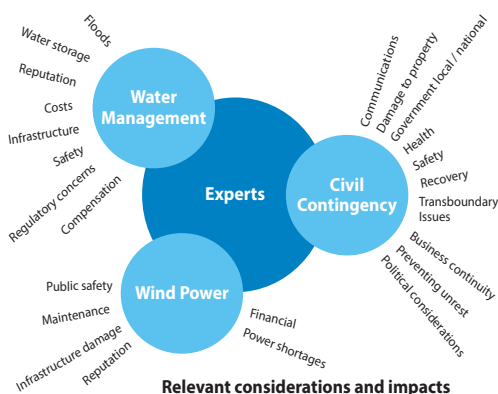 Floods
Water storage
Reputation
Costs
Infrastructure
Safety
Regulatory concerns
Compensation
Water
Management
Experts
Civil
Contingency
Communications
Damage to property
Government local / national
Health
Safety
Recovery
Transboundary
Issues
Business continuity
Preventing unrest
Political considerations
Wind Power
Public safety
Maintenance
Infrastructure damage
Reputation
Financial
Power shortages
Relevant considerations and impacts